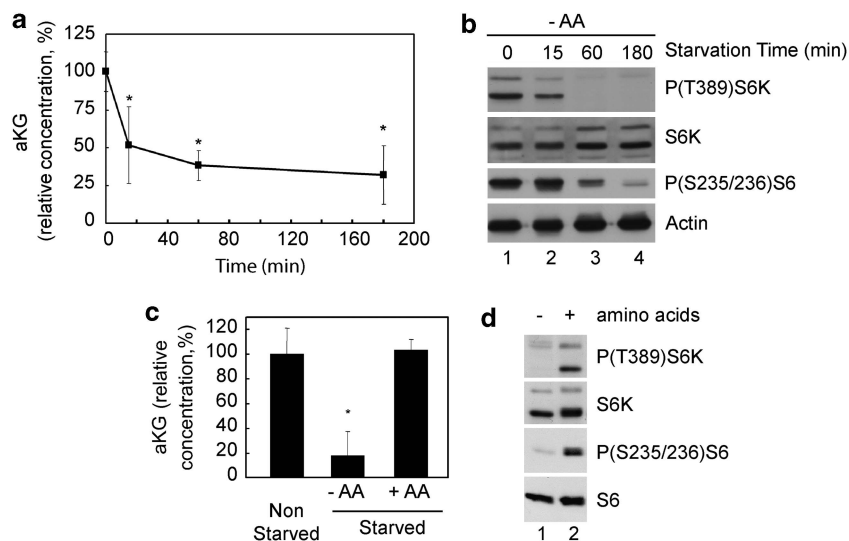 a
125
100
75
50
25
0
aKG
(relative concentration, %)
*
*
*
0 40 80 120 160 200
Time (min)
b
- AA
0 15 60 180 Starvation Time (min)
P(T389)S6K
S6K
P(S235/236)S6
Actin
1 2 3 4
c
120
100
80
60
40
20
0
aKG (relative
concentration,%)
*
- AA + AA
Non
Starved
Starved
d
- + amino acids
P(T389)S6K
S6K
P(S235/236)S6
S6
1 2